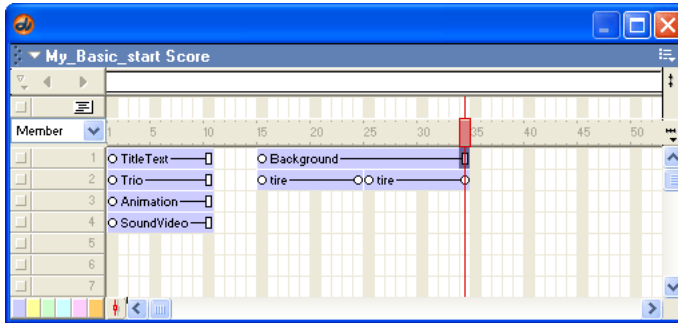 My_Basic_start Score
Member 1 5 10 15 20 25 30 35 40 45 50
1 TitleText Background
2 Trio tire tire
3 Animation
4 SoundVideo
5
6
7